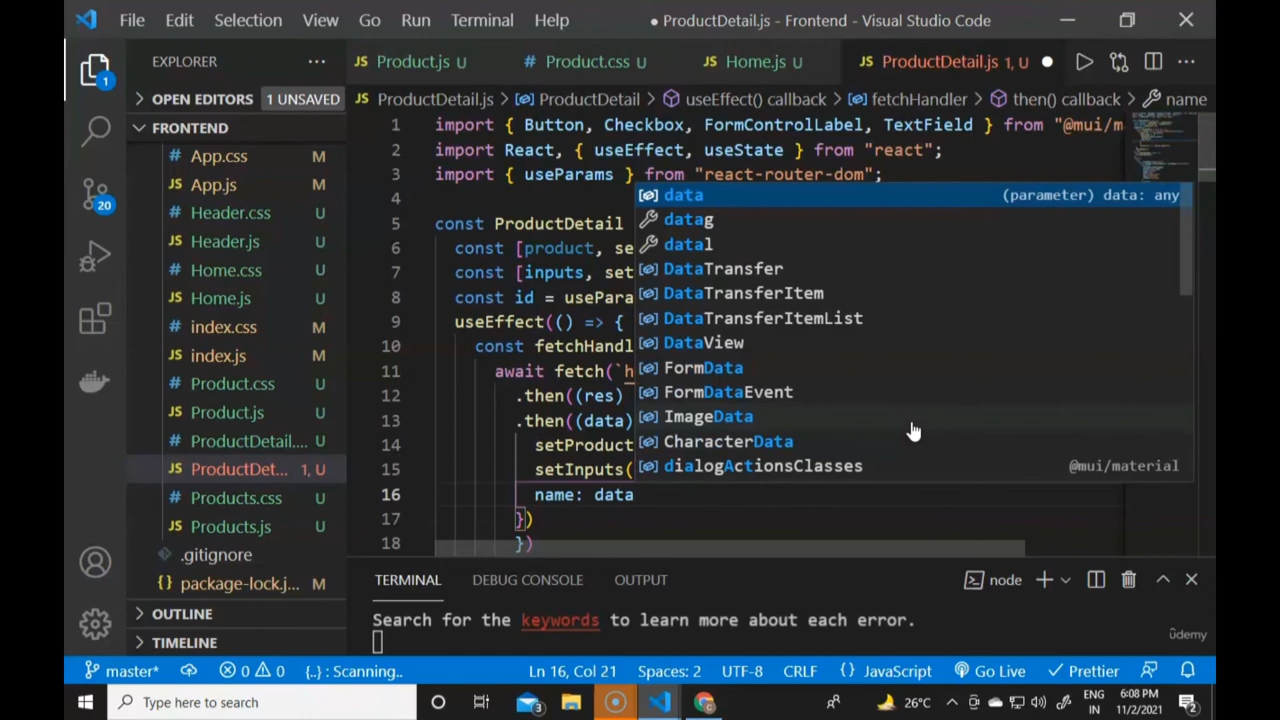 File Edit Selection View Go Run Terminal Help ● ProductDetail.js - Frontend - Visual Studio Code
EXPLORER ···
JS Product.js U # Product.css U JS Home.js U JS ProductDetail.js 1, U ●
OPEN EDITORS 1 UNSAVED
JS ProductDetail.js > ProductDetail > useEffect() callback > fetchHandler > then() callback > name
FRONTEND
# App.css M
JS App.js M
# Header.css U
JS Header.js U
# Home.css U
JS Home.js U
# index.css M
JS index.js M
# Product.css U
JS Product.js U
# ProductDetail.... U
JS ProductDet... 1, U
# Products.css U
JS Products.js U
.gitignore
{} package-lock.j... M
OUTLINE
TIMELINE
1
20
1 import { Button, Checkbox, FormControlLabel, TextField } from "@mui/m
2 import React, { useEffect, useState } from "react";
3 import { useParams } from "react-router-dom";
4
5 const ProductDetail
6 const [product, se
7 const [inputs, set
8 const id = usePara
9 useEffect(() => {
10 const fetchHandl
11 await fetch(`h
12 .then((res)
13 .then((data)
14 setProduct
15 setInputs(
16 name: data
17 })
18 })
data (parameter) data: any
datag
datal
DataTransfer
DataTransferItem
DataTransferItemList
DataView
FormData
FormDataEvent
ImageData
CharacterData
dialogActionsClasses @mui/material
TERMINAL DEBUG CONSOLE OUTPUT node
Search for the keywords to learn more about each error.
ûdemy
master* 0 0 {..} : Scanning... Ln 16, Col 21 Spaces: 2 UTF-8 CRLF {} JavaScript Go Live Prettier
Type here to search 3 26°C ENG IN 6:08 PM 11/2/2021 2